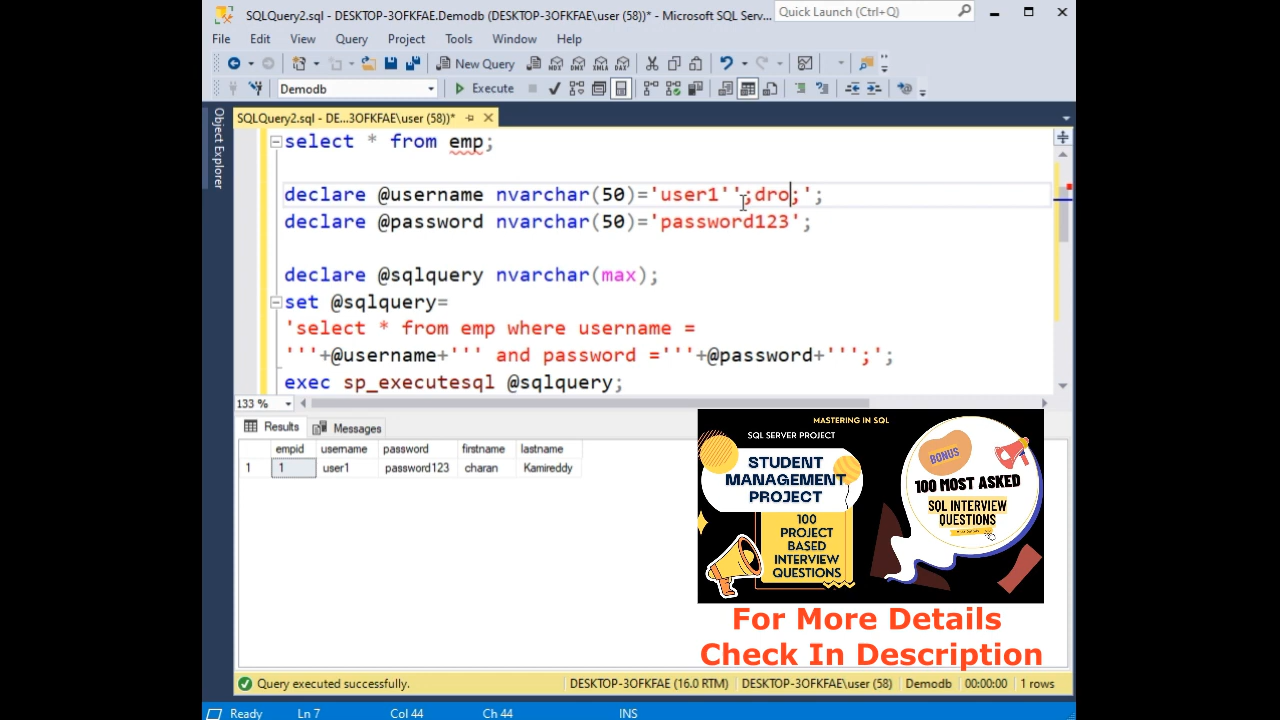 SQLQuery2.sql - DESKTOP-3OFKFAE.Demodb (DESKTOP-3OFKFAE\user (58))* - Microsoft SQL Serv...
Quick Launch (Ctrl+Q)
File Edit View Query Project Tools Window Help
New Query
MDX DMX XMLA DAX
Demodb Execute
Object Explorer
SQLQuery2.sql - DE...3OFKFAE\user (58))*
select * from emp;
declare @username nvarchar(50)='user1'';dro;';
declare @password nvarchar(50)='password123';
declare @sqlquery nvarchar(max);
set @sqlquery=
'select * from emp where username =
'''+@username+''' and password ='''+@password+''';';
exec sp_executesql @sqlquery;
133 %
Results Messages
empid username password firstname lastname
1 1 user1 password123 charan Kamireddy
MASTERING IN SQL
SQL SERVER PROJECT
STUDENT
MANAGEMENT
PROJECT
100
PROJECT
BASED
INTERVIEW
QUESTIONS
BONUS
100 MOST ASKED
SQL INTERVIEW
QUESTIONS
For More Details
Check In Description
Query executed successfully. DESKTOP-3OFKFAE (16.0 RTM) DESKTOP-3OFKFAE\user (58) Demodb 00:00:00 1 rows
Ready Ln 7 Col 44 Ch 44 INS